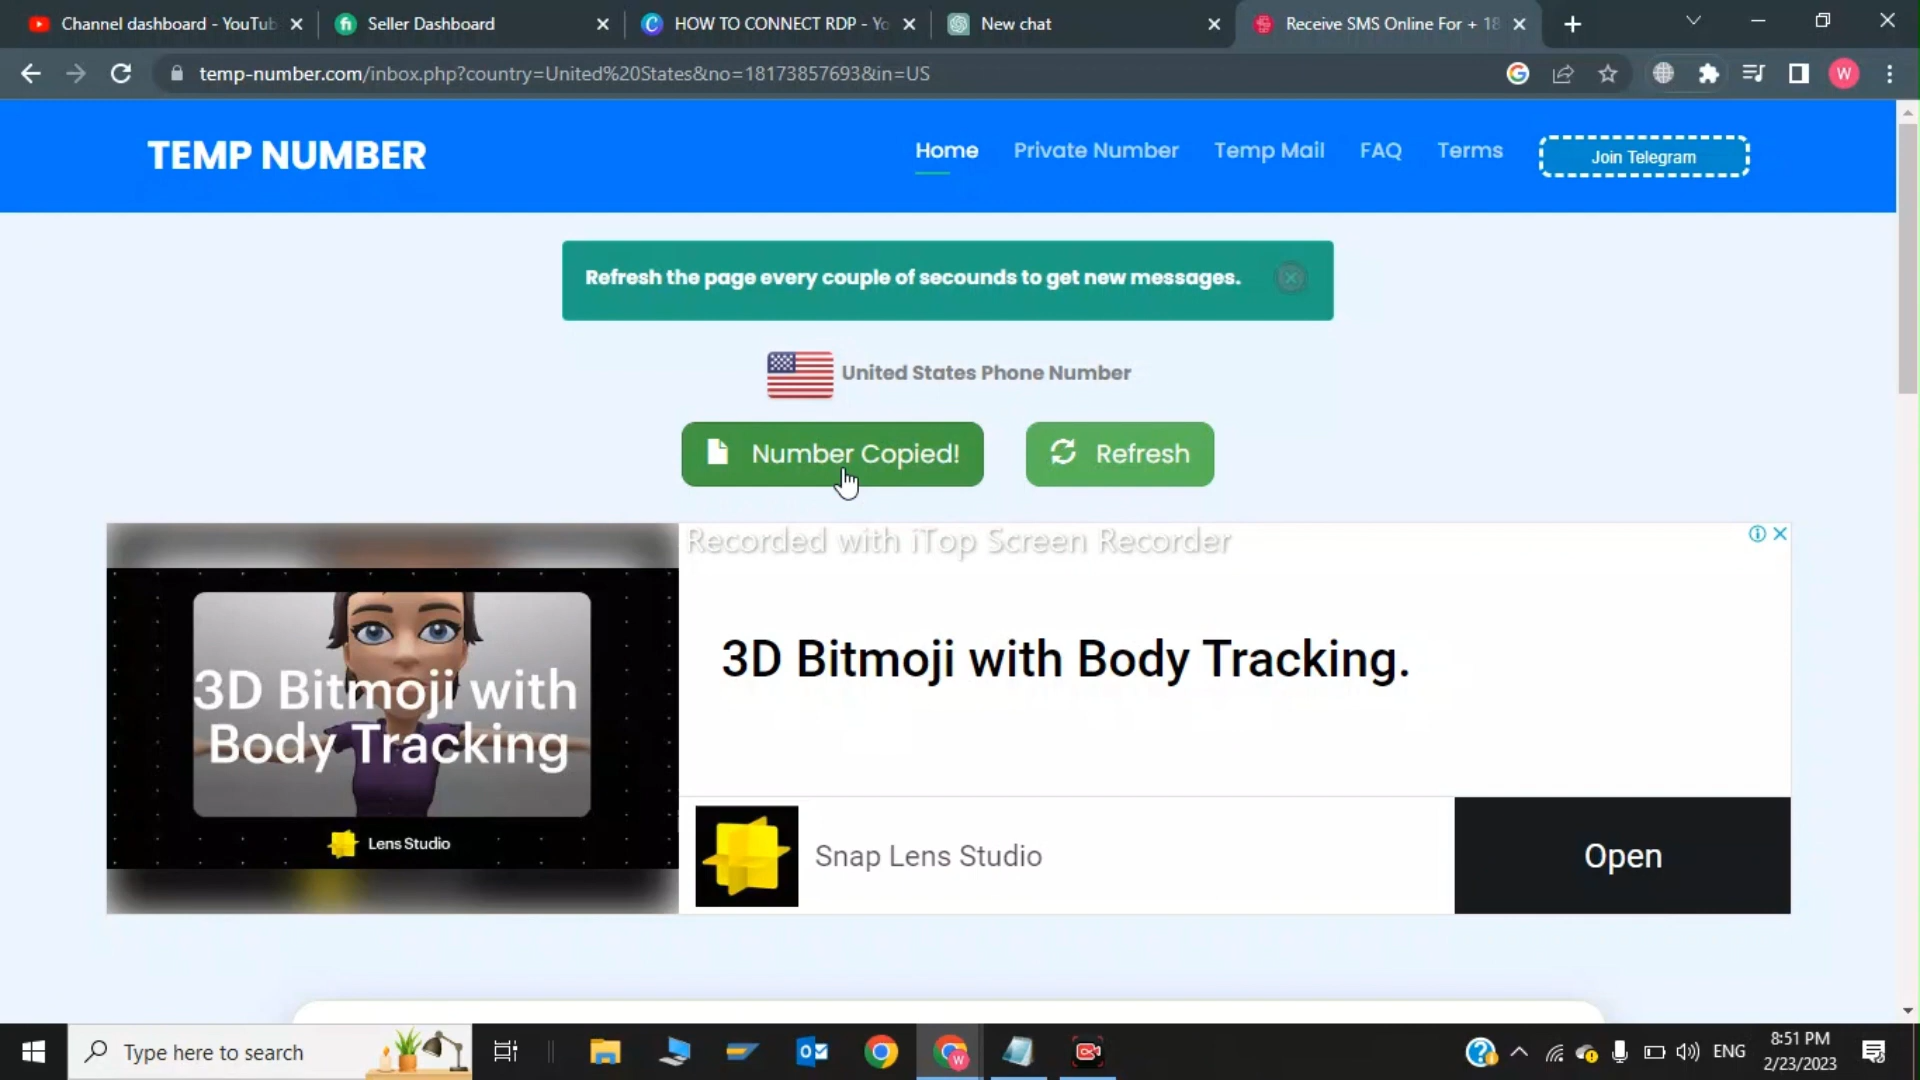 Channel dashboard - YouTub
Seller Dashboard
HOW TO CONNECT RDP - Yo
New chat
Receive SMS Online For + 18
temp-number.com/inbox.php?country=United%20States&no=18173857693&in=US
W
TEMP NUMBER
Home
Private Number
Temp Mail
FAQ
Terms
Join Telegram
Refresh the page every couple of secounds to get new messages.
United States Phone Number
Number Copied!
Refresh
Recorded with iTop Screen Recorder
3D Bitmoji with
Body Tracking
Lens Studio
3D Bitmoji with Body Tracking.
Snap Lens Studio
Open
Type here to search
ENG
8:51 PM
2/23/2023